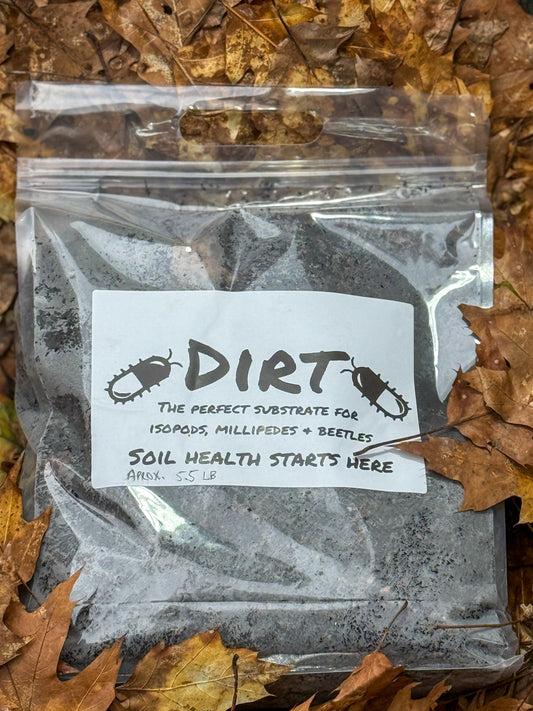 DIRT
THE PERFECT SUBSTRATE FOR
ISOPODS, MILLIPEDES + BEETLES
SOIL HEALTH STARTS HERE
APROX. 5.5 LB